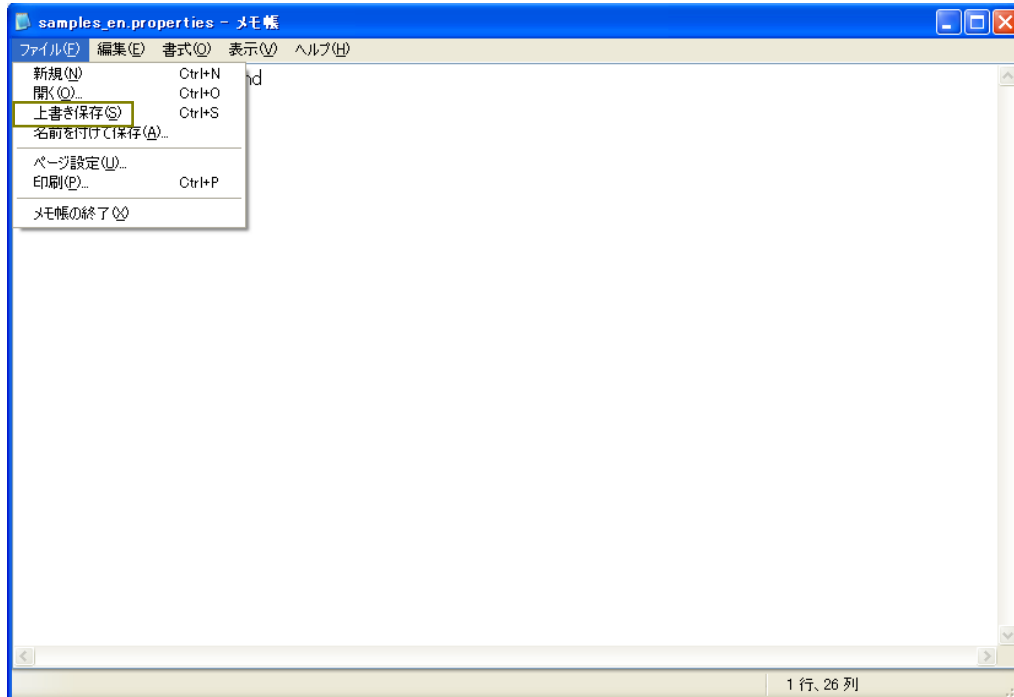 samples_en.properties - メモ帳
ファイル(F) 編集(E) 書式(O) 表示(V) ヘルプ(H)
新規(N) Ctrl+N
開く(O)... Ctrl+O
上書き保存(S) Ctrl+S
名前を付けて保存(A)...
ページ設定(U)...
印刷(P)... Ctrl+P
メモ帳の終了(X)
1 行、26 列